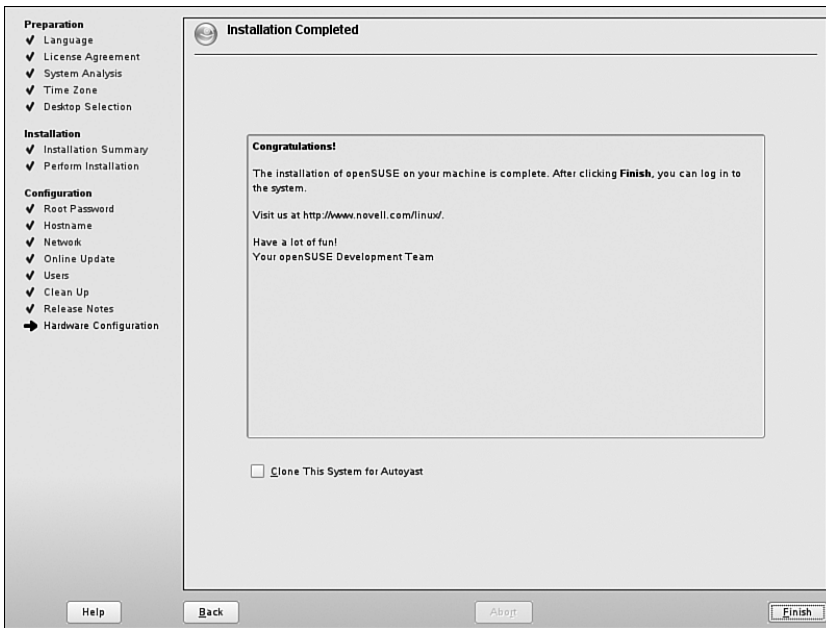 Preparation
Language
License Agreement
System Analysis
Time Zone
Desktop Selection
Installation
Installation Summary
Perform Installation
Configuration
Root Password
Hostname
Network
Online Update
Users
Clean Up
Release Notes
Hardware Configuration
Installation Completed
Congratulations!
The installation of openSUSE on your machine is complete. After clicking Finish, you can log in to
the system.
Visit us at http://www.novell.com/linux/.
Have a lot of fun!
Your openSUSE Development Team
Clone This System for Autoyast
Help
Back
Abort
Finish